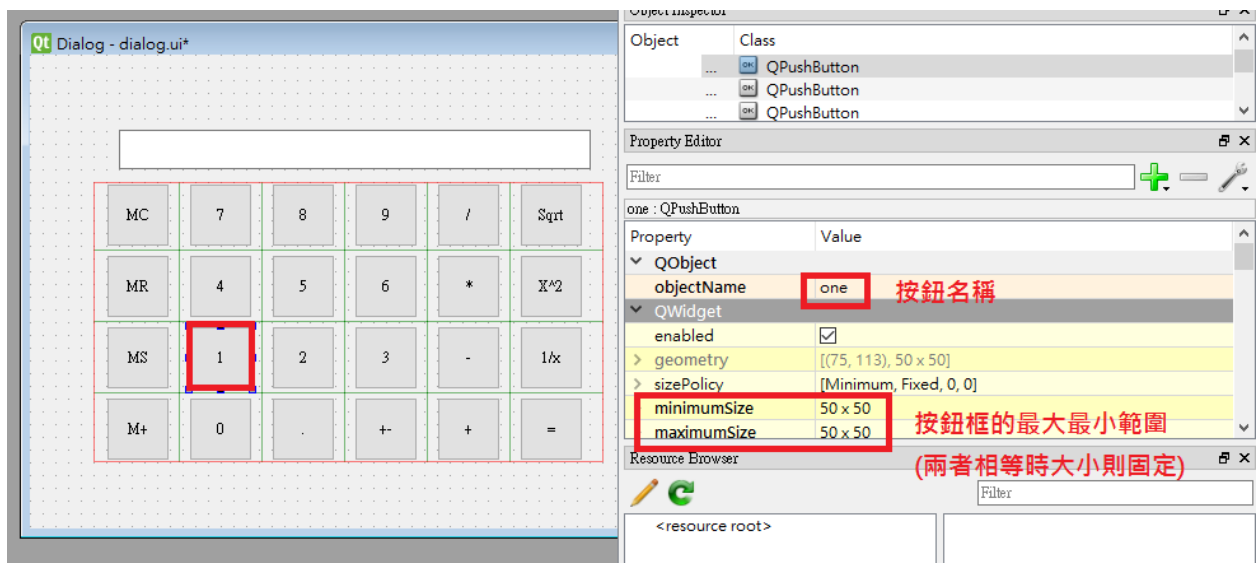 Object Inspector
Qt Dialog - dialog.ui*
Object Class
... QPushButton
... QPushButton
... QPushButton
Property Editor
Filter
one : QPushButton
Property Value
QObject
objectName one 按鈕名稱
QWidget
enabled
geometry [(75, 113), 50 x 50]
sizePolicy [Minimum, Fixed, 0, 0]
minimumSize 50 x 50
maximumSize 50 x 50
按鈕框的最大最小範圍
(兩者相等時大小則固定)
Resource Browser
Filter
<resource root>
MC 7 8 9 / Sqrt
MR 4 5 6 * X^2
MS 1 2 3 - 1/x
M+ 0 . +- + =